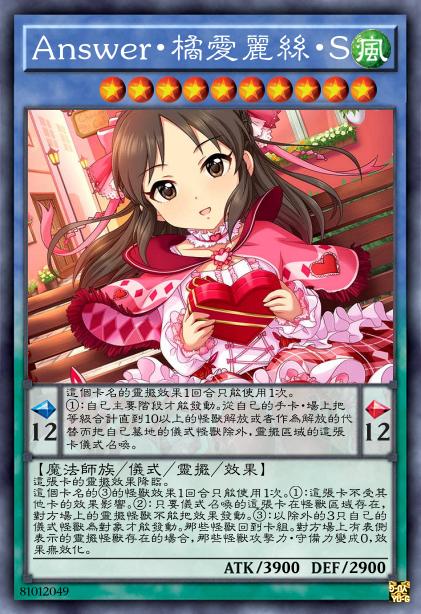 Answer・橘愛麗絲・S
風
這個卡名的靈擺效果1回合只能使用1次。
①:自己主要階段才能發動。從自己的手卡・場上把
等級合計直到10以上的怪獸解放或者作為解放的代
替而把自己墓地的儀式怪獸除外,靈擺區域的這張
卡儀式召喚。
12
12
【魔法師族/儀式/靈擺/效果】
這張卡的靈擺效果降臨。
這個卡名的③的怪獸效果1回合只能使用1次。①:這張卡不受其
他卡的效果影響。②:只要儀式召喚的這張卡在怪獸區域存在,
對方場上的靈擺怪獸不能把效果發動。③:以除外的3只自己的
儀式怪獸為對象才能發動。那些怪獸回到卡組。對方場上有表側
表示的靈擺怪獸存在的場合,那些怪獸攻擊力・守備力變成0,效
果無效化。
ATK/3900 DEF/2900
81012049